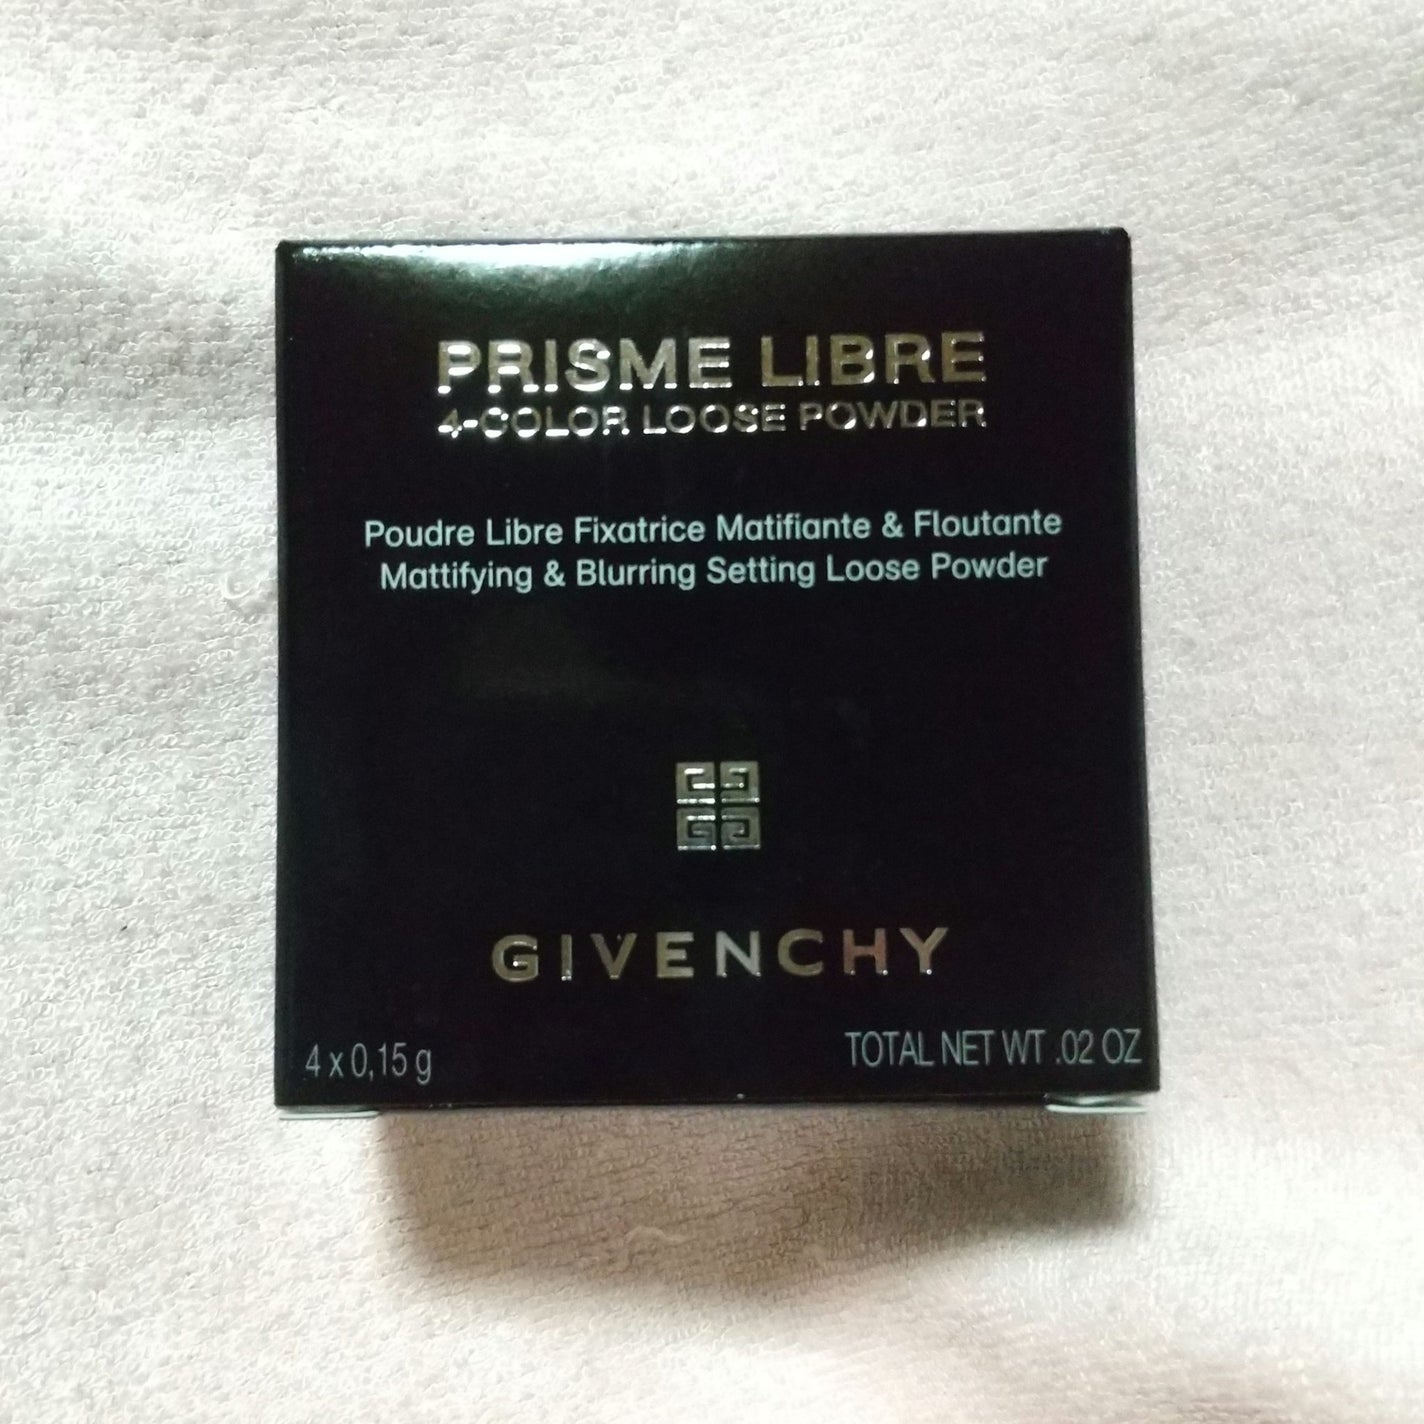 PRISME LIBRE
4-COLOR LOOSE POWDER
Poudre Libre Fixatrice Matifiante & Floutante
Mattifying & Blurring Setting Loose Powder
GIVENCHY
4 x 0,15 g
TOTAL NET WT .02 OZ